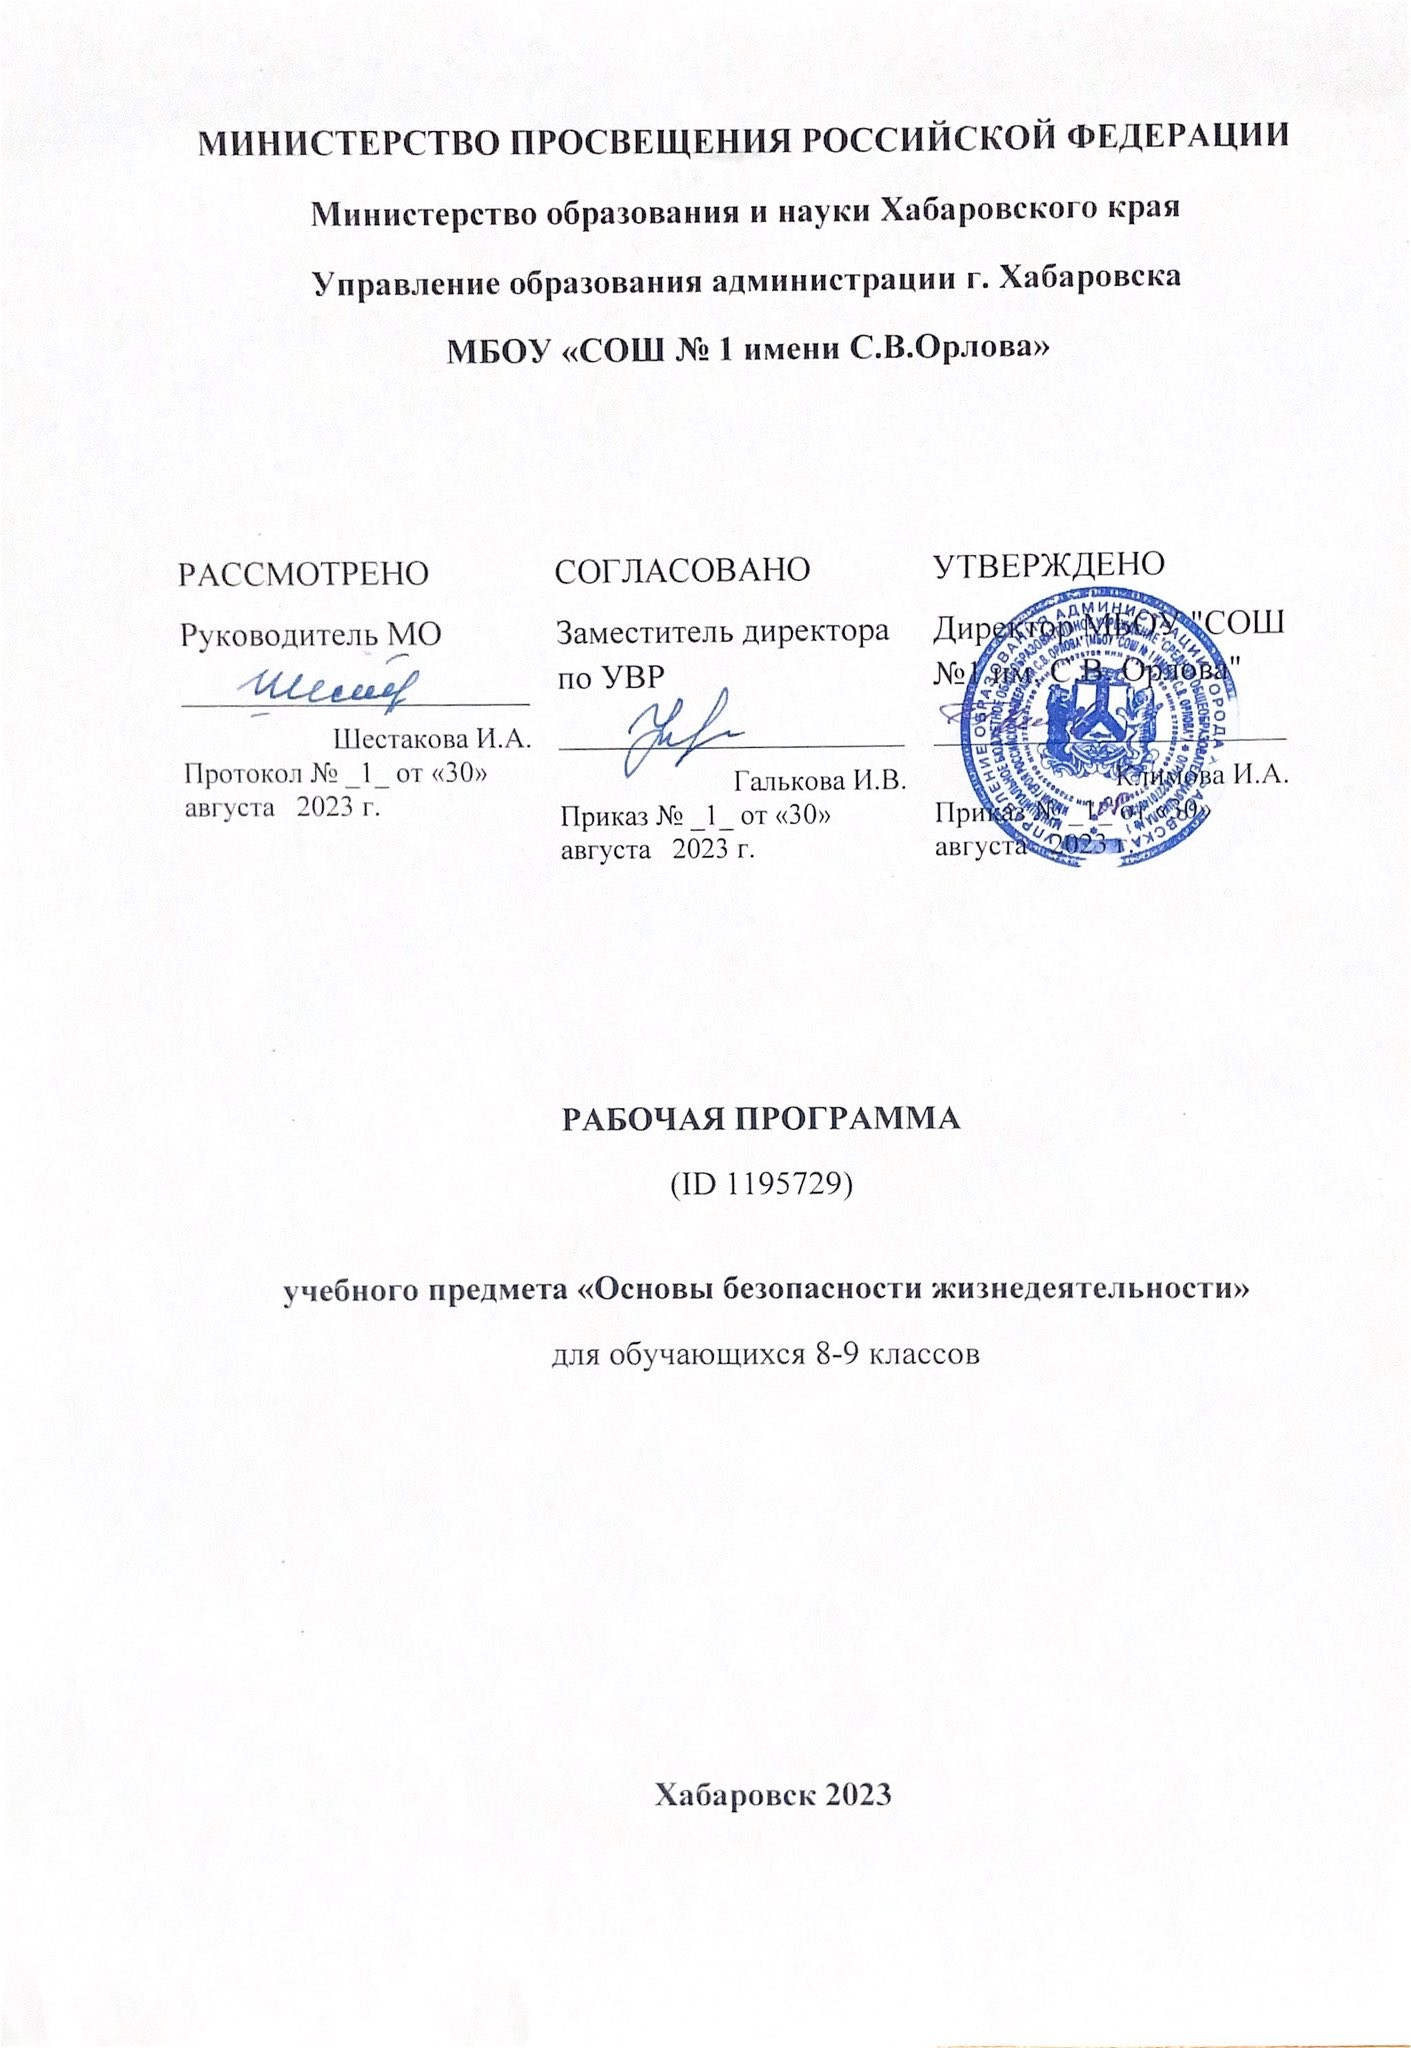 МИНИСТЕРСТВО ПРОСВЕЩЕНИЯ РОССИЙСКОЙ ФЕДЕРАЦИИ
Министерство образования и науки Хабаровского края
Управление образования администрации г. Хабаровска
МБОУ «СОШ № 1 имени С.В.Орлова»
РАССМОТРЕНО
Руководитель МО
Шестакова И.А.
Протокол № _1_ от «30»
августа 2023 г.
СОГЛАСОВАНО
Заместитель директора
по УВР
Галькова И.В.
Приказ № _1_ от «30»
августа 2023 г.
УТВЕРЖДЕНО
Директор МБОУ "СОШ
№1 им. С.В. Орлова"
Климова И.А.
Приказ № _1_ от «30»
августа 2023 г.
РАБОЧАЯ ПРОГРАММА
(ID 1195729)
учебного предмета «Основы безопасности жизнедеятельности»
для обучающихся 8-9 классов
Хабаровск 2023